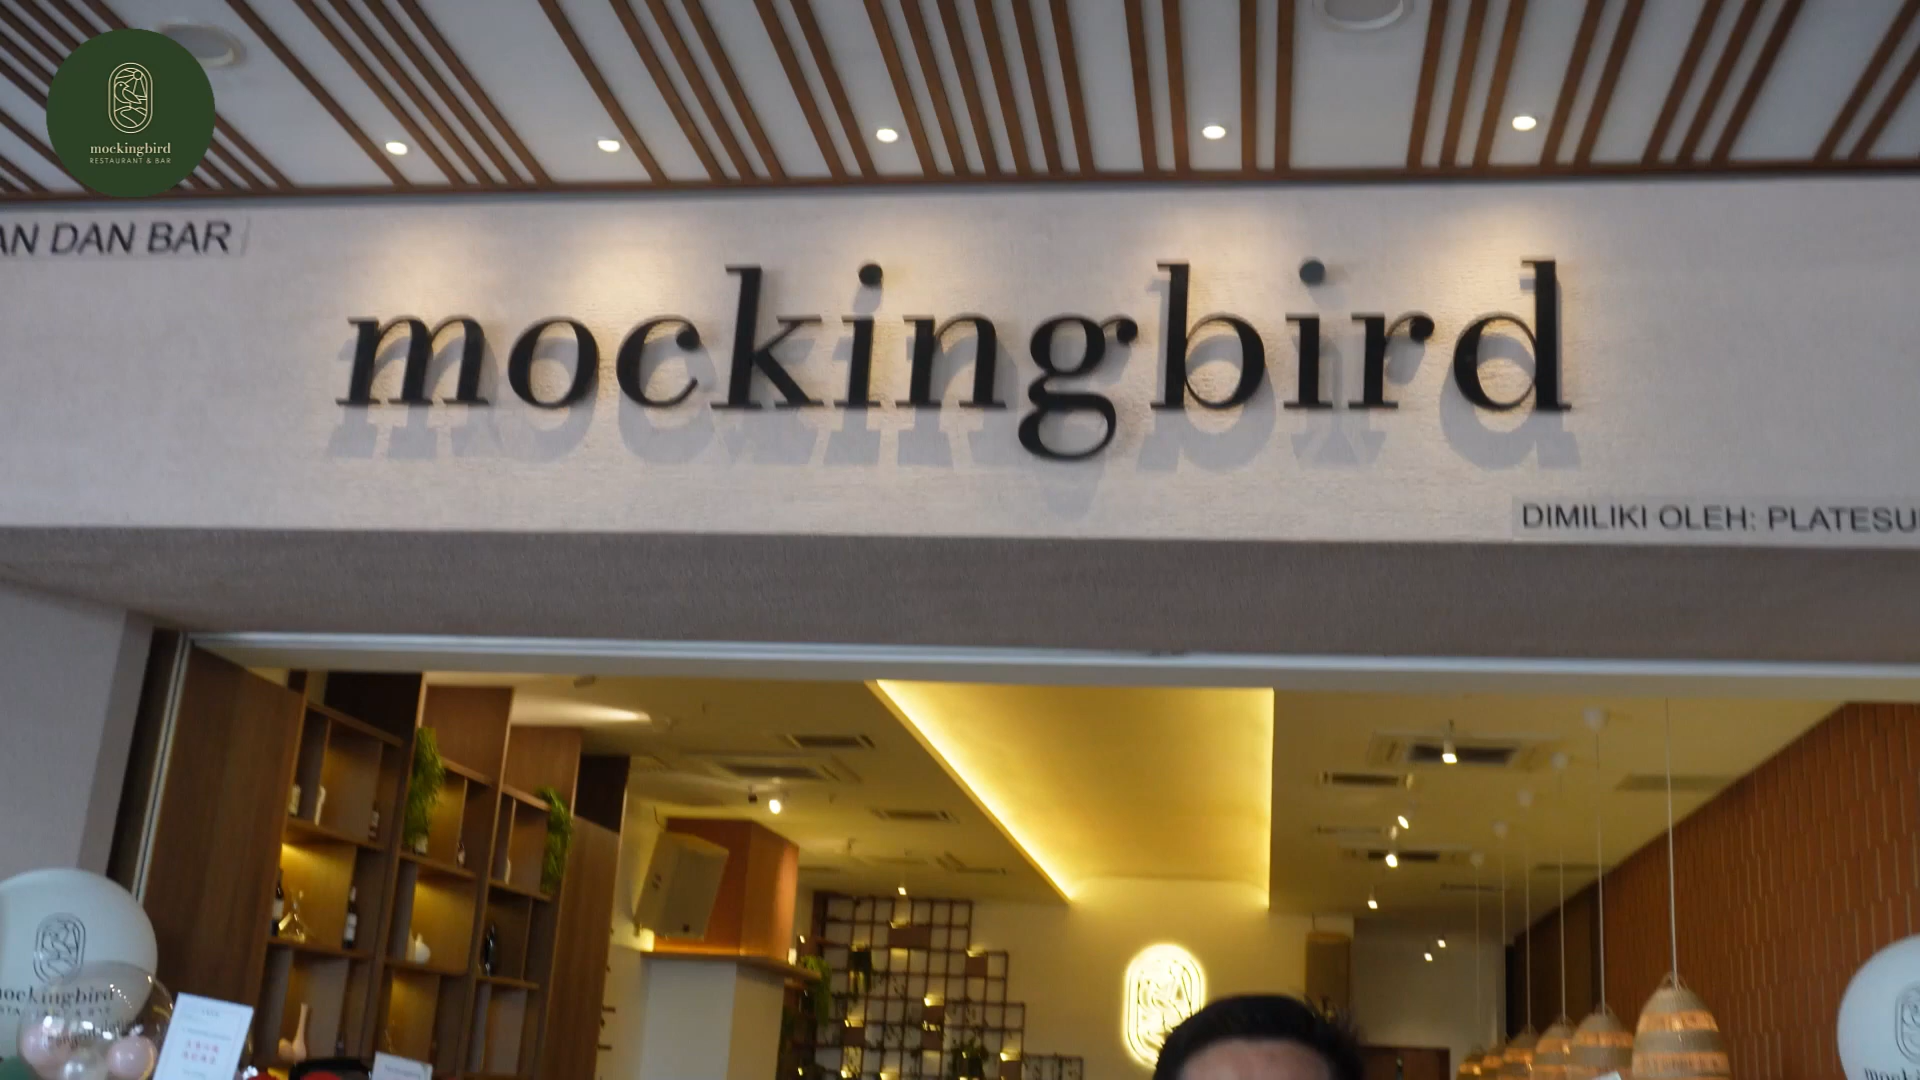 mockingbird
RESTAURANT & BAR
AN DAN BAR
mockingbird
DIMILIKI OLEH: PLATESU
mockingbird